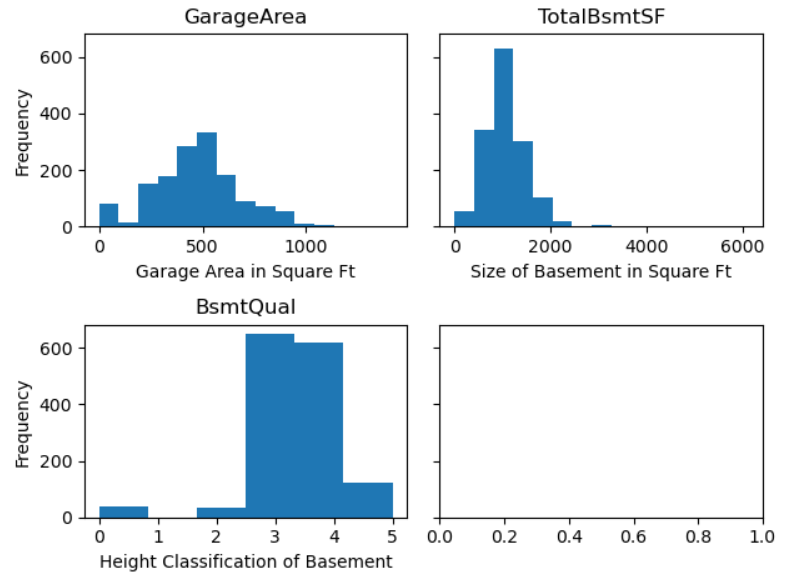 GarageArea
TotalBsmtSF
600
400
200
0
Frequency
0 500 1000
0 2000 4000 6000
Garage Area in Square Ft
Size of Basement in Square Ft
BsmtQual
600
400
200
0
Frequency
0 1 2 3 4 5
0.0 0.2 0.4 0.6 0.8 1.0
Height Classification of Basement